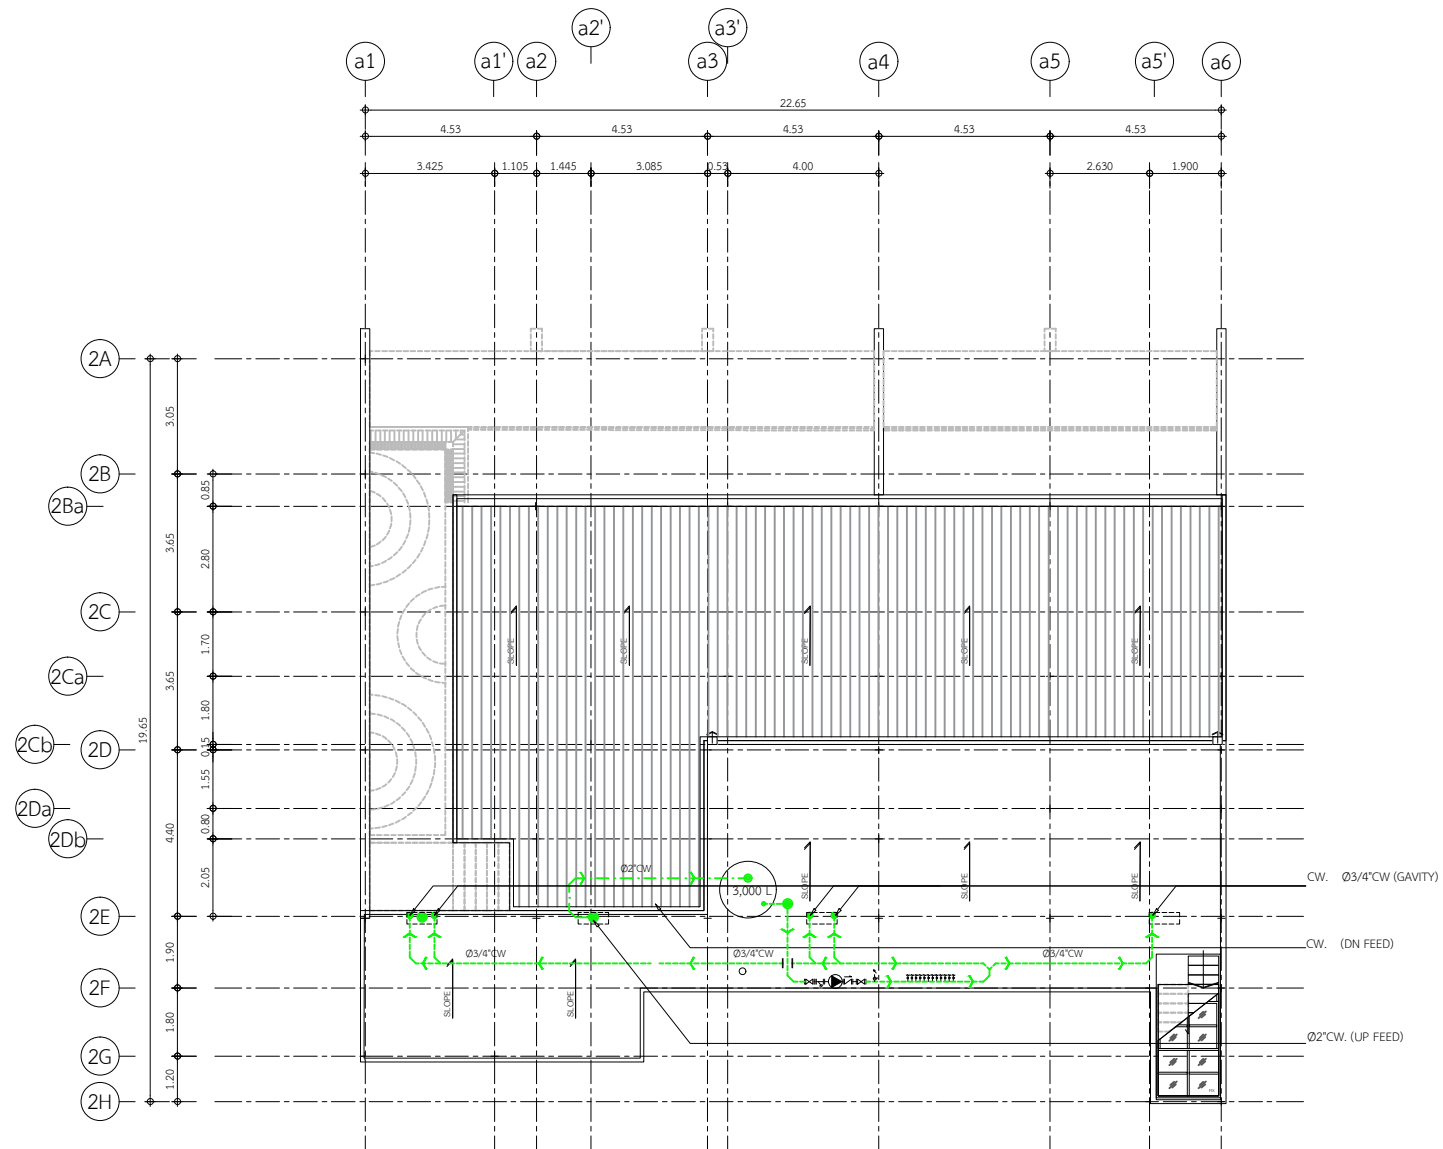 a2' a3'
a1 a1' a2 a3 a4 a5 a5' a6
22.65
4.53 4.53 4.53 4.53 4.53
3.425 1.105 1.445 3.085 0.53 4.00 2.630 1.900
2A
3.05
2B
0.85
2Ba
3.65
2.80
2C
SLOPE SLOPE SLOPE SLOPE SLOPE
1.70
2Ca
3.65
1.80
19.65
2Cb 2D
0.15
1.55
2Da
0.80
2Db
4.40
2.05
Ø2"CW
3,000 L
SLOPE SLOPE SLOPE
CW. Ø3/4"CW (GAVITY)
2E
CW. (DN FEED)
1.90
Ø3/4"CW Ø3/4"CW Ø3/4"CW
2F
SLOPE SLOPE
1.80
Ø2"CW. (UP FEED)
2G
1.20
2H